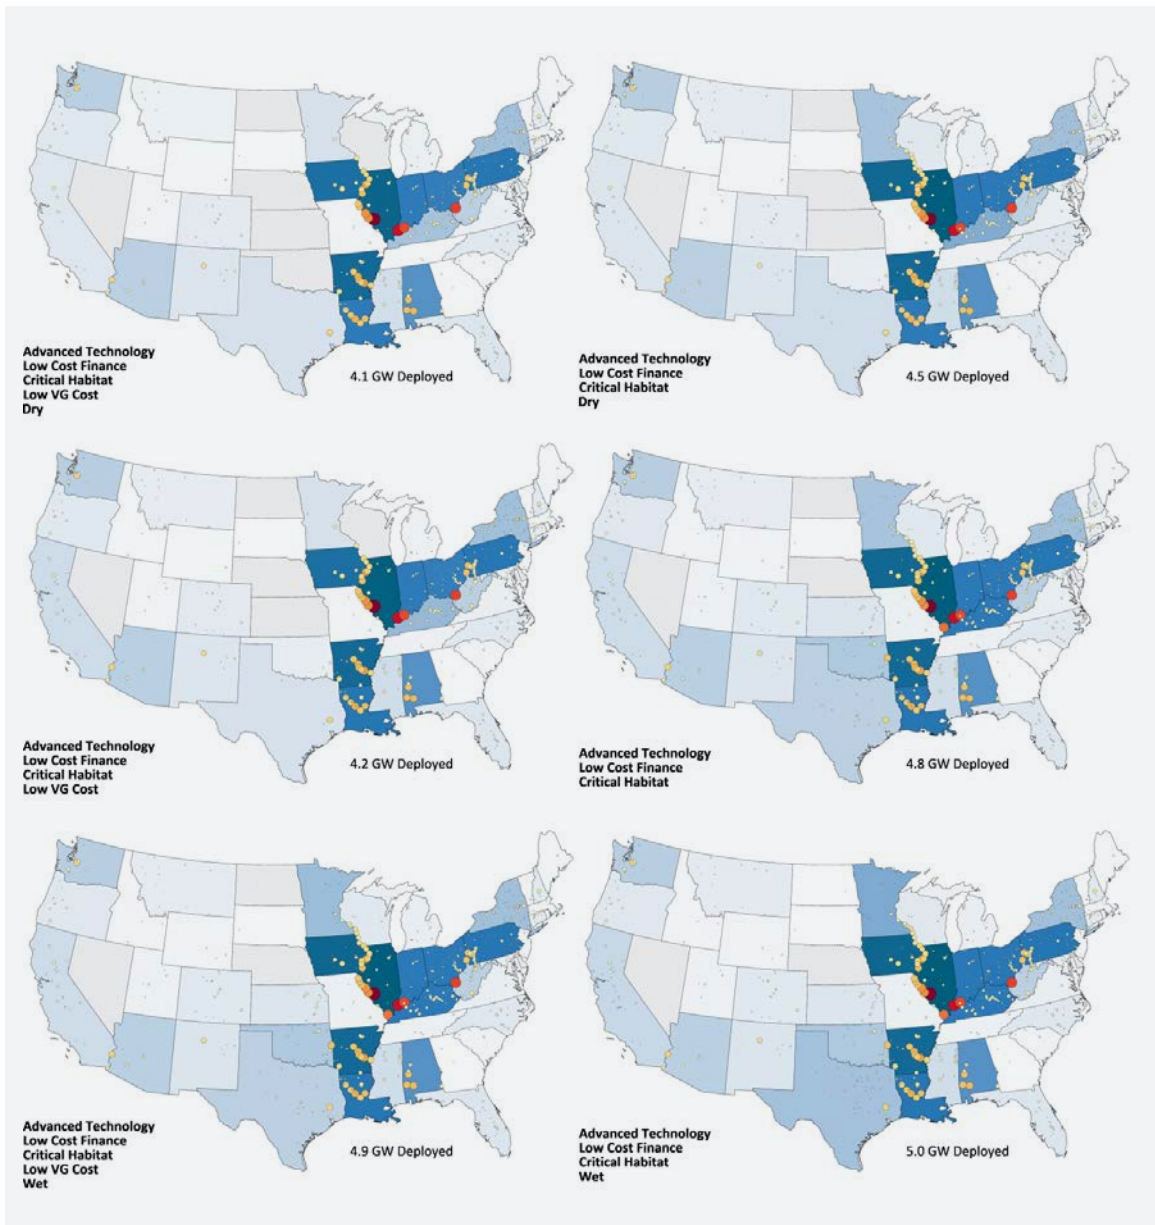 Advanced Technology
Low Cost Finance
Critical Habitat
Low VG Cost
Dry
4.1 GW Deployed
Advanced Technology
Low Cost Finance
Critical Habitat
Dry
4.5 GW Deployed
Advanced Technology
Low Cost Finance
Critical Habitat
Low VG Cost
4.2 GW Deployed
Advanced Technology
Low Cost Finance
Critical Habitat
4.8 GW Deployed
Advanced Technology
Low Cost Finance
Critical Habitat
Low VG Cost
Wet
4.9 GW Deployed
Advanced Technology
Low Cost Finance
Critical Habitat
Wet
5.0 GW Deployed